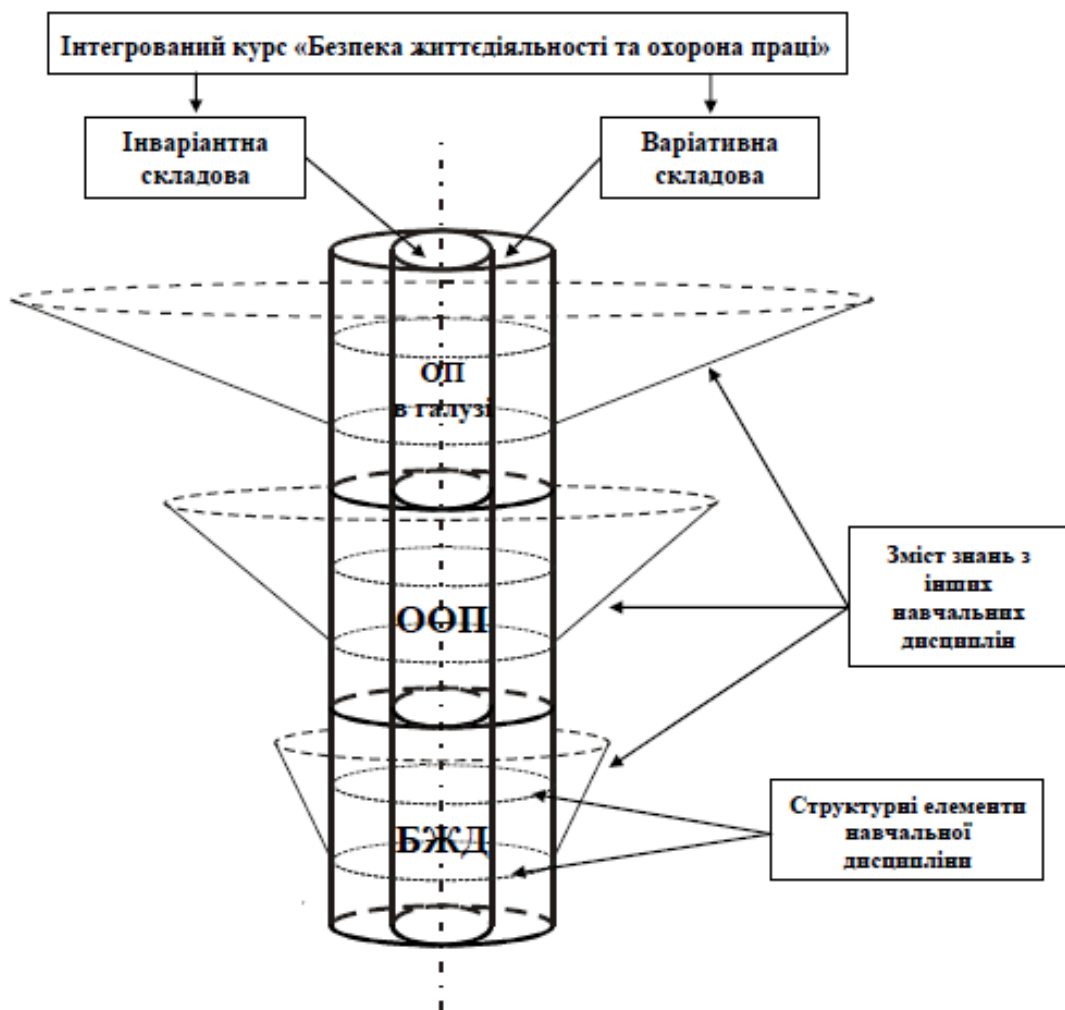 Інтегрований курс «Безпека життєдіяльності та охорона праці»
Інваріантна
складова
Варіативна
складова
ОП
в галузі
ООП
Зміст знань з
інших
навчальних
дисциплін
БЖД
Структурні елементи
навчальної
дисципліни